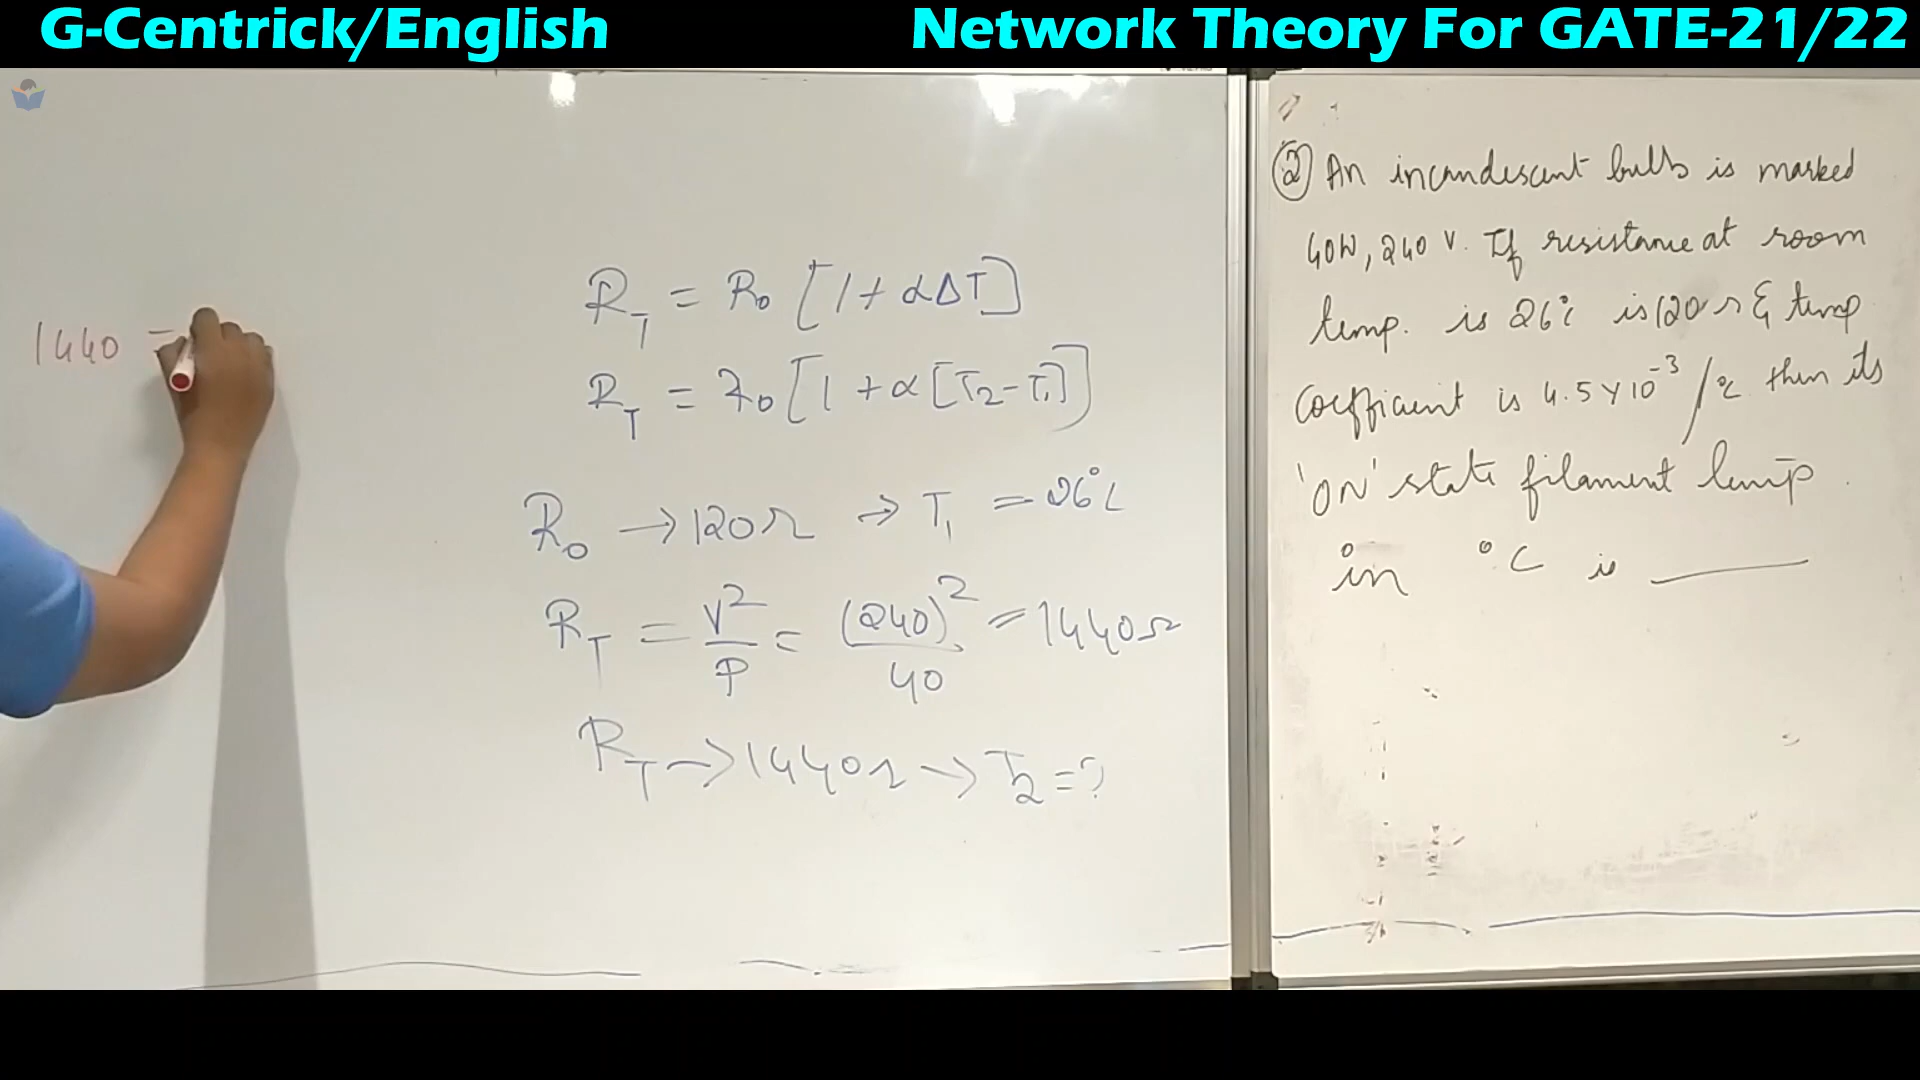 G-Centrick/English
Network Theory For GATE-21/22
1440 =
R_T = R_0 [1 + αΔT]
R_T = R_0 [1 + α[T_2-T_1]]
R_0 → 120Ω → T_1 = 26°C
R_T = V²/P = (240)²/40 = 1440Ω
R_T → 1440Ω → T_2 = ?
② An incandescent bulb is marked
40W, 240 V. If resistance at room
temp. is 26°C is 120Ω & temp
coefficient is 4.5×10⁻³/°C then its
'ON' state filament temp
in °C is ____